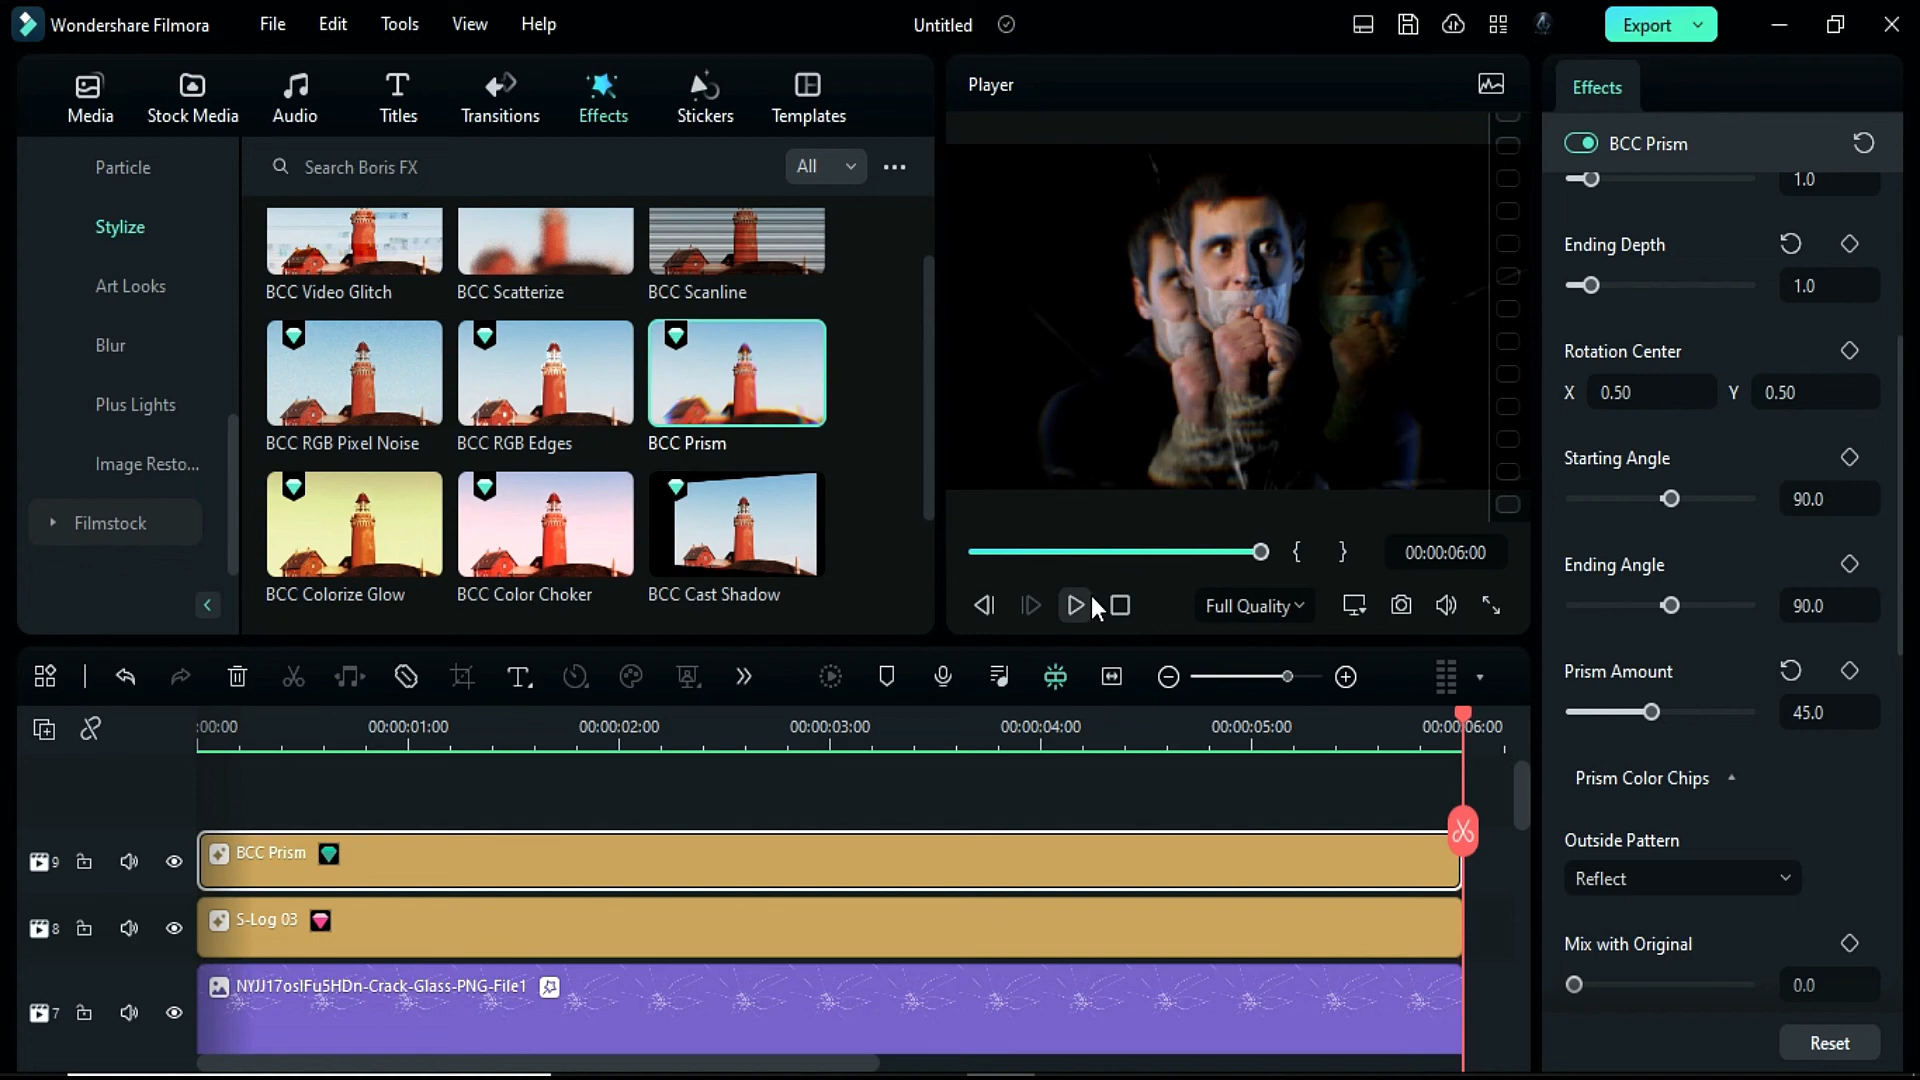 Wondershare Filmora
File
Edit
Tools
View
Help
Untitled
Export
Media
Stock Media
Audio
Titles
Transitions
Effects
Stickers
Templates
Player
Effects
Particle
Stylize
Art Looks
Blur
Plus Lights
Image Resto...
Filmstock
Search Boris FX
All
BCC Video Glitch
BCC Scatterize
BCC Scanline
BCC RGB Pixel Noise
BCC RGB Edges
BCC Prism
BCC Colorize Glow
BCC Color Choker
BCC Cast Shadow
{ }
00:00:06:00
Full Quality
BCC Prism
1.0
Ending Depth
1.0
Rotation Center
X 0.50 Y 0.50
Starting Angle
90.0
Ending Angle
90.0
Prism Amount
45.0
Prism Color Chips
Outside Pattern
Reflect
Mix with Original
0.0
Reset
:00:00
00:00:01:00
00:00:02:00
00:00:03:00
00:00:04:00
00:00:05:00
00:00:06:00
9
BCC Prism
8
S-Log 03
7
NYJJ17osIFu5HDn-Crack-Glass-PNG-File1